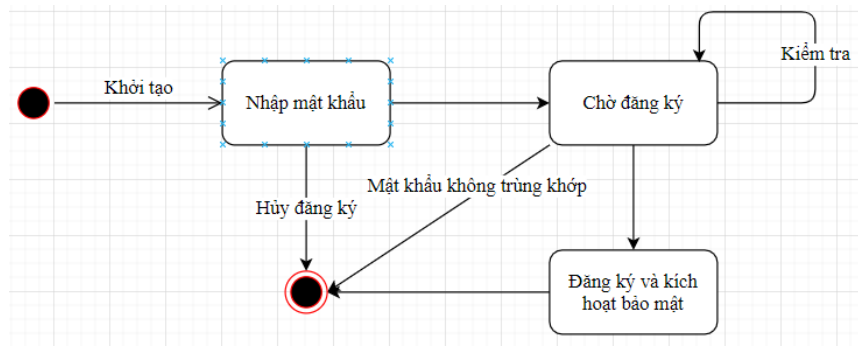 Khởi tạo
Nhập mật khẩu
Chờ đăng ký
Kiểm tra
Mật khẩu không trùng khớp
Hủy đăng ký
Đăng ký và kích
hoạt bảo mật